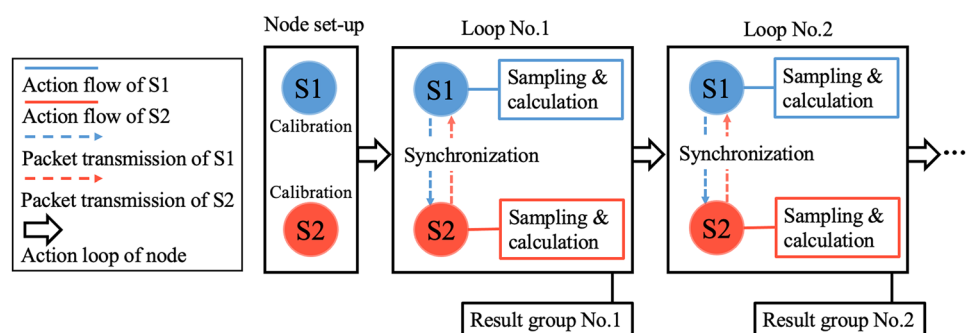 Action flow of S1
Action flow of S2
Packet transmission of S1
Packet transmission of S2
Action loop of node
Node set-up
S1
Calibration
Calibration
S2
Loop No.1
S1
Sampling &
calculation
Synchronization
S2
Sampling &
calculation
Result group No.1
Loop No.2
S1
Sampling &
calculation
Synchronization
S2
Sampling &
calculation
Result group No.2
...